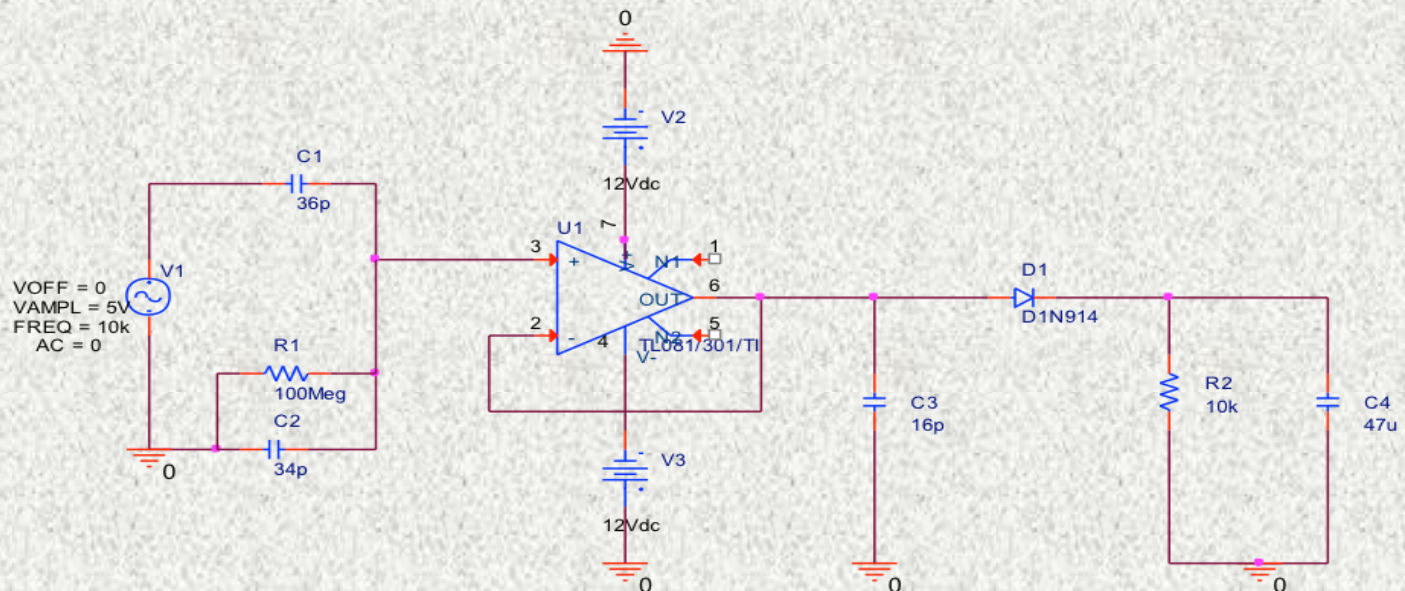 0
-
V2
12Vdc
C1
36p
V1
VOFF = 0
VAMPL = 5V
FREQ = 10k
AC = 0
R1
100Meg
C2
34p
0
U1
7
3
+
2
-
4
V-
N1
1
OUT
6
N2
5
TL081/301/TI
-
V3
12Vdc
0
C3
16p
0
D1
D1N914
R2
10k
C4
47u
0